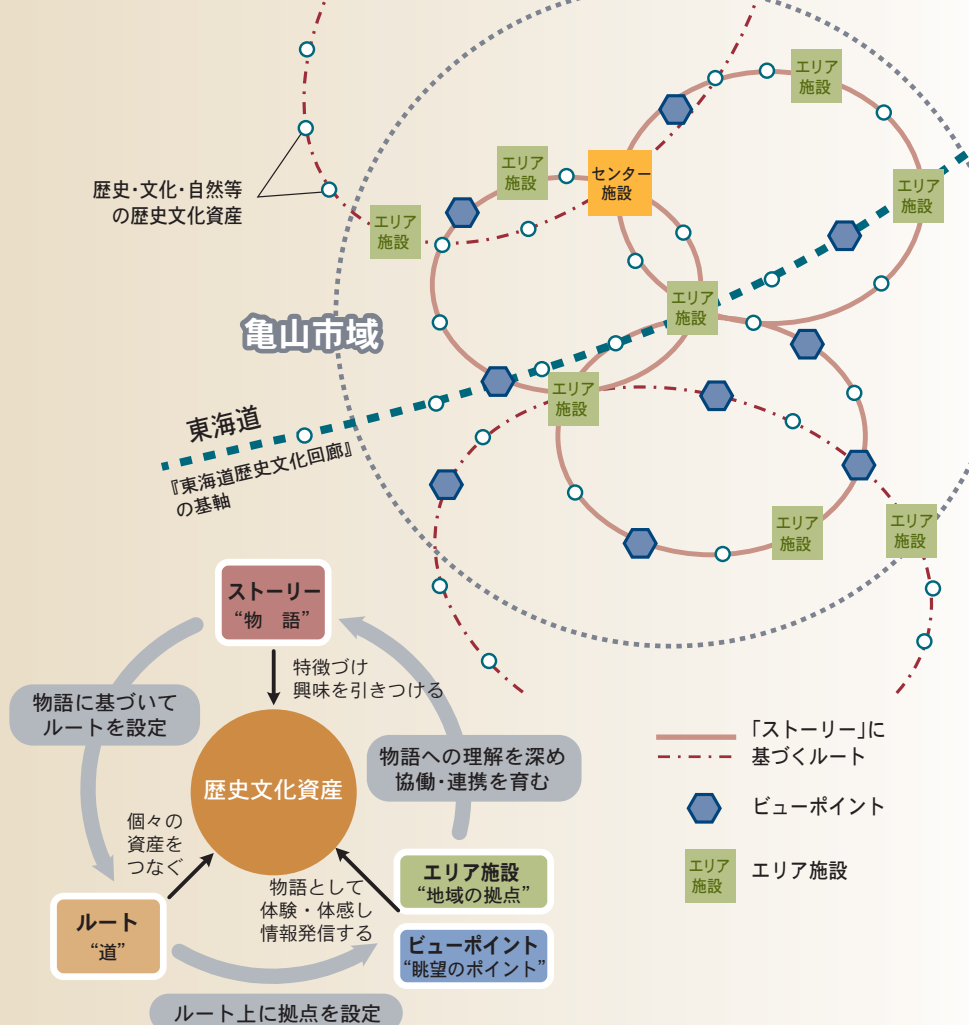 エリア
施設
エリア
施設
センター
施設
歴史・文化・自然等
の歴史文化資産
エリア
施設
エリア
施設
エリア
施設
亀山市域
エリア
施設
東海道
『東海道歴史文化回廊』
の基軸
エリア
施設
エリア
施設
ストーリー
“物　語”
特徴づけ
興味を引きつける
物語に基づいて
ルートを設定
物語への理解を深め
協働・連携を育む
歴史文化資産
個々の
資産を
つなぐ
物語として
体験・体感し
情報発信する
エリア施設
“地域の拠点”
ルート
“道”
ビューポイント
“眺望のポイント”
ルート上に拠点を設定
「ストーリー」に
基づくルート
ビューポイント
エリア
施設
エリア施設